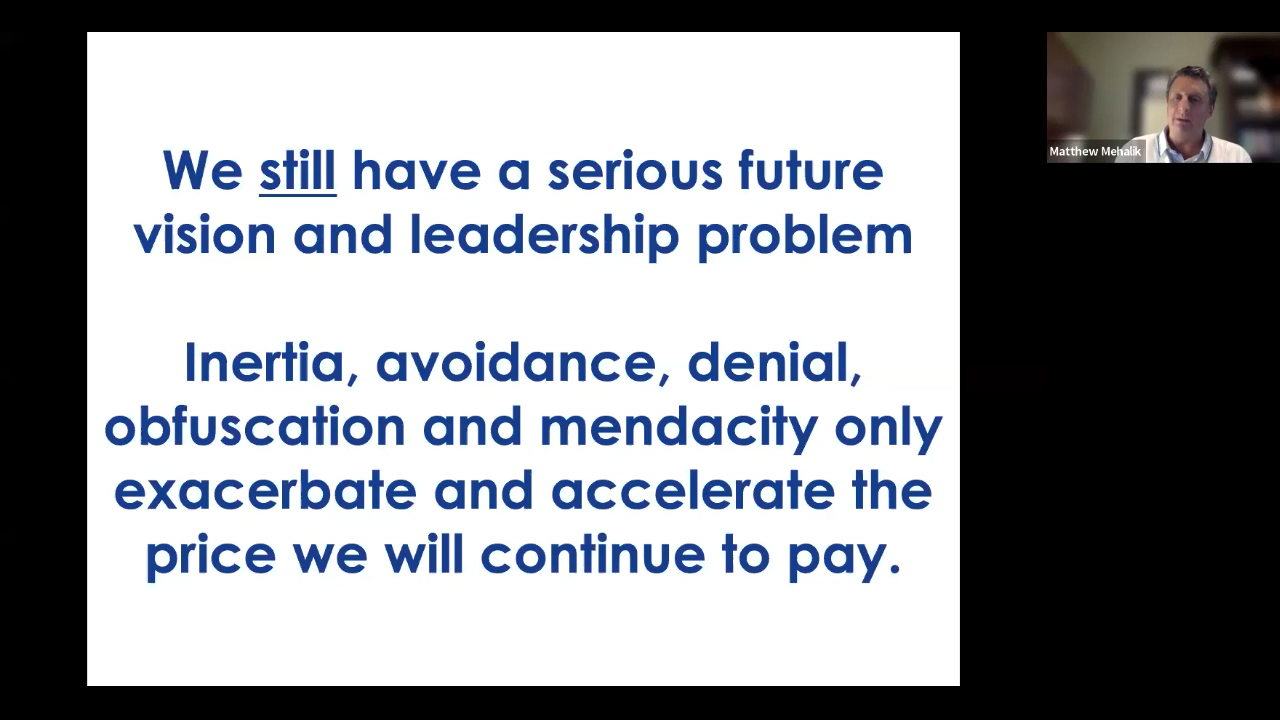 We still have a serious future
vision and leadership problem
Inertia, avoidance, denial,
obfuscation and mendacity only
exacerbate and accelerate the
price we will continue to pay.
Matthew Mehalik